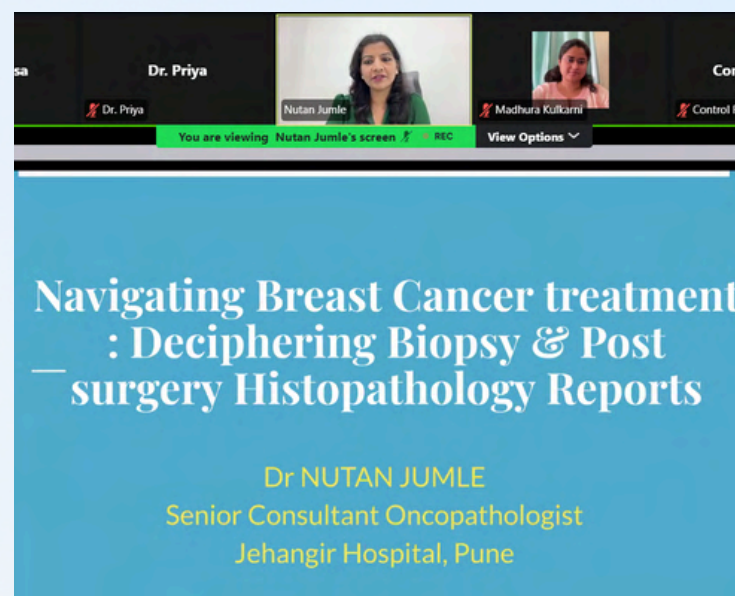 sa
Dr. Priya
Con
Dr. Priya
Nutan Jumle
Madhura Kulkarni
Control
You are viewing Nutan Jumle's screen REC
View Options
Navigating Breast Cancer treatment
: Deciphering Biopsy & Post
surgery Histopathology Reports
Dr NUTAN JUMLE
Senior Consultant Oncopathologist
Jehangir Hospital, Pune